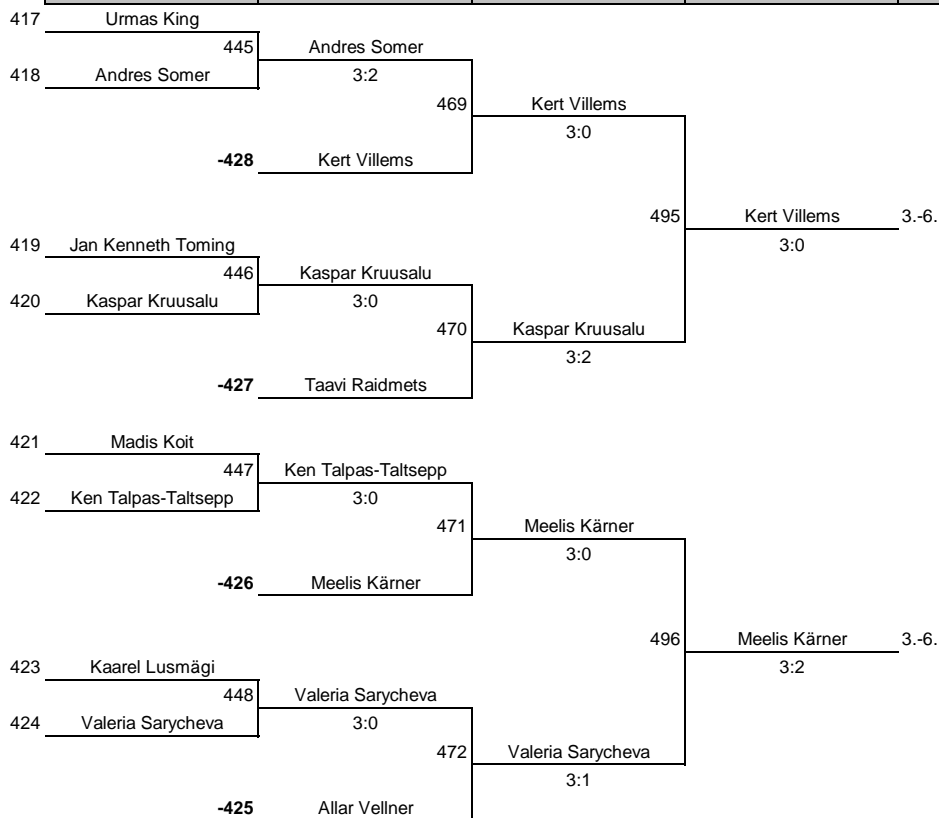 417 Urmas King
445 Andres Somer
418 Andres Somer 3:2
469 Kert Villems
3:0
-428 Kert Villems
495 Kert Villems 3.-6.
419 Jan Kenneth Toming 3:0
446 Kaspar Kruusalu
420 Kaspar Kruusalu 3:0
470 Kaspar Kruusalu
3:2
-427 Taavi Raidmets
421 Madis Koit
447 Ken Talpas-Taltsepp
422 Ken Talpas-Taltsepp 3:0
471 Meelis Kärner
3:0
-426 Meelis Kärner
496 Meelis Kärner 3.-6.
423 Kaarel Lusmägi 3:2
448 Valeria Sarycheva
424 Valeria Sarycheva 3:0
472 Valeria Sarycheva
3:1
-425 Allar Vellner